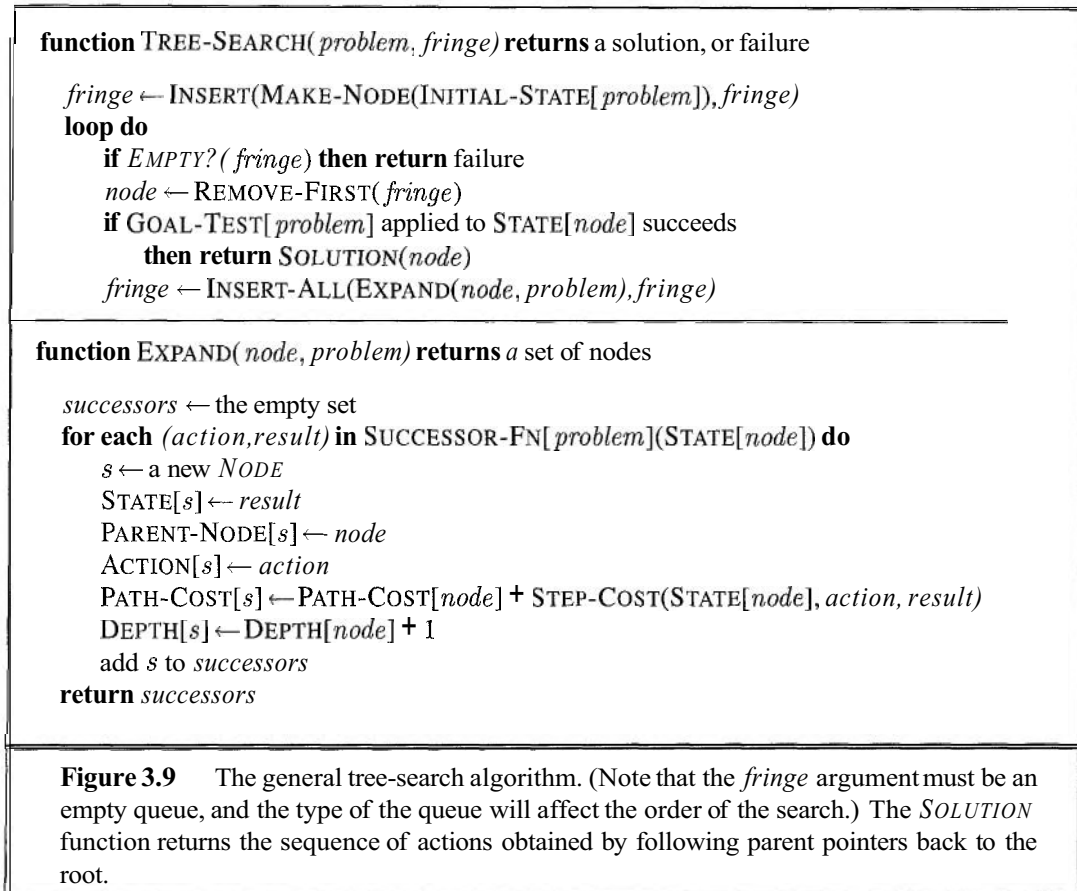 function TREE-SEARCH(problem, fringe) returns a solution, or failure
fringe ← INSERT(MAKE-NODE(INITIAL-STATE[problem]), fringe)
loop do
if EMPTY?(fringe) then return failure
node ← REMOVE-FIRST(fringe)
if GOAL-TEST[problem] applied to STATE[node] succeeds
then return SOLUTION(node)
fringe ← INSERT-ALL(EXPAND(node, problem), fringe)
function EXPAND(node, problem) returns a set of nodes
successors ← the empty set
for each (action, result) in SUCCESSOR-FN[problem](STATE[node]) do
s ← a new NODE
STATE[s] ← result
PARENT-NODE[s] ← node
ACTION[s] ← action
PATH-COST[s] ← PATH-COST[node] + STEP-COST(STATE[node], action, result)
DEPTH[s] ← DEPTH[node] + 1
add s to successors
return successors
Figure 3.9 The general tree-search algorithm. (Note that the fringe argument must be an
empty queue, and the type of the queue will affect the order of the search.) The SOLUTION
function returns the sequence of actions obtained by following parent pointers back to the
root.